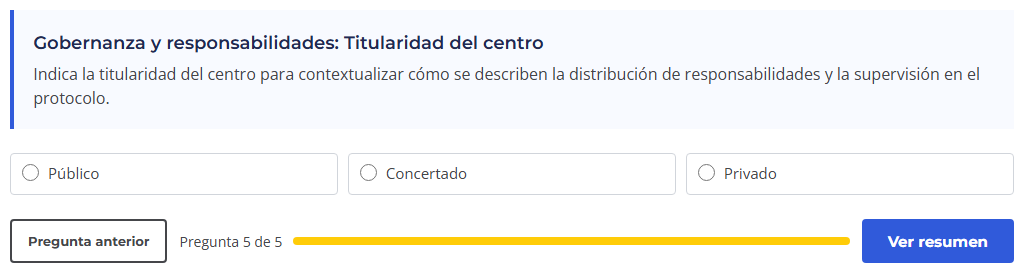 Gobernanza y responsabilidades: Titularidad del centro
Indica la titularidad del centro para contextualizar cómo se describen la distribución de responsabilidades y la supervisión en el
protocolo.
Público
Concertado
Privado
Pregunta anterior
Pregunta 5 de 5
Ver resumen